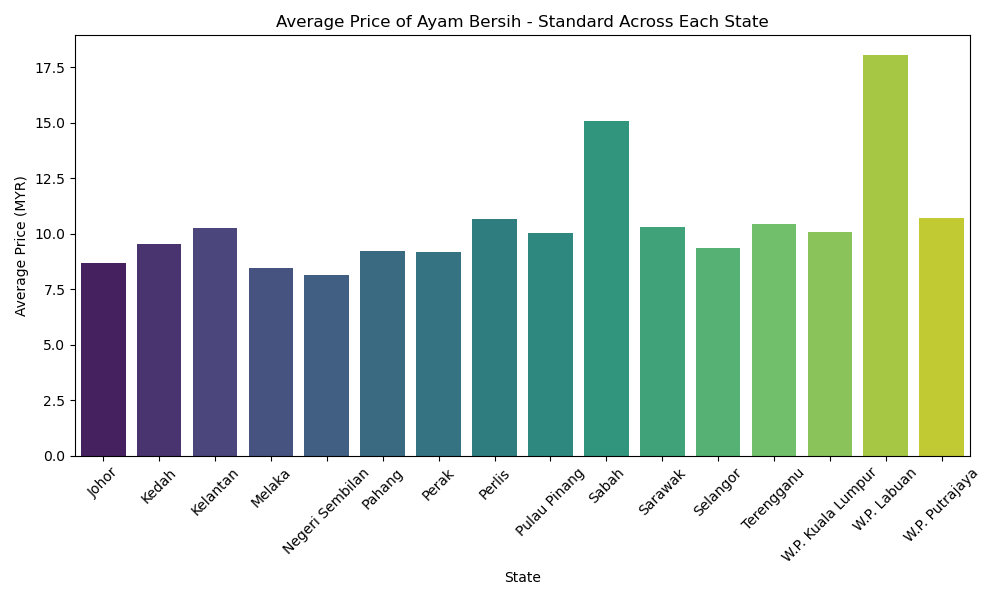 Average Price of Ayam Bersih - Standard Across Each State
Average Price (MYR)
17.5
15.0
12.5
10.0
7.5
5.0
2.5
0.0
Johor
Kedah
Kelantan
Melaka
Negeri Sembilan
Pahang
Perak
Perlis
Pulau Pinang
Sabah
Sarawak
Selangor
Terengganu
W.P. Kuala Lumpur
W.P. Labuan
W.P. Putrajaya
State